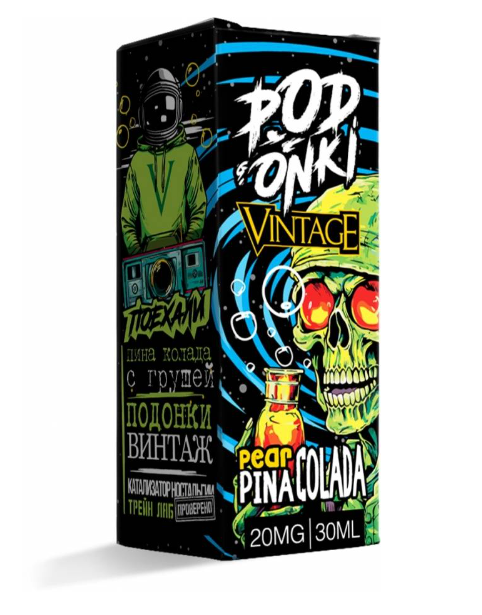 V
ПОЕХАЛИ
ПИНА КОЛАДА
С ГРУШЕЙ
ПОДОНКИ
ВИНТАЖ
КАТАЛИЗАТОР НОСТАЛЬГИИ
ТРЕЙН ЛАБ ПРОВЕРЕНО
POD
ONKI
VINTAGE
Pear
PINA COLADA
20MG | 30ML